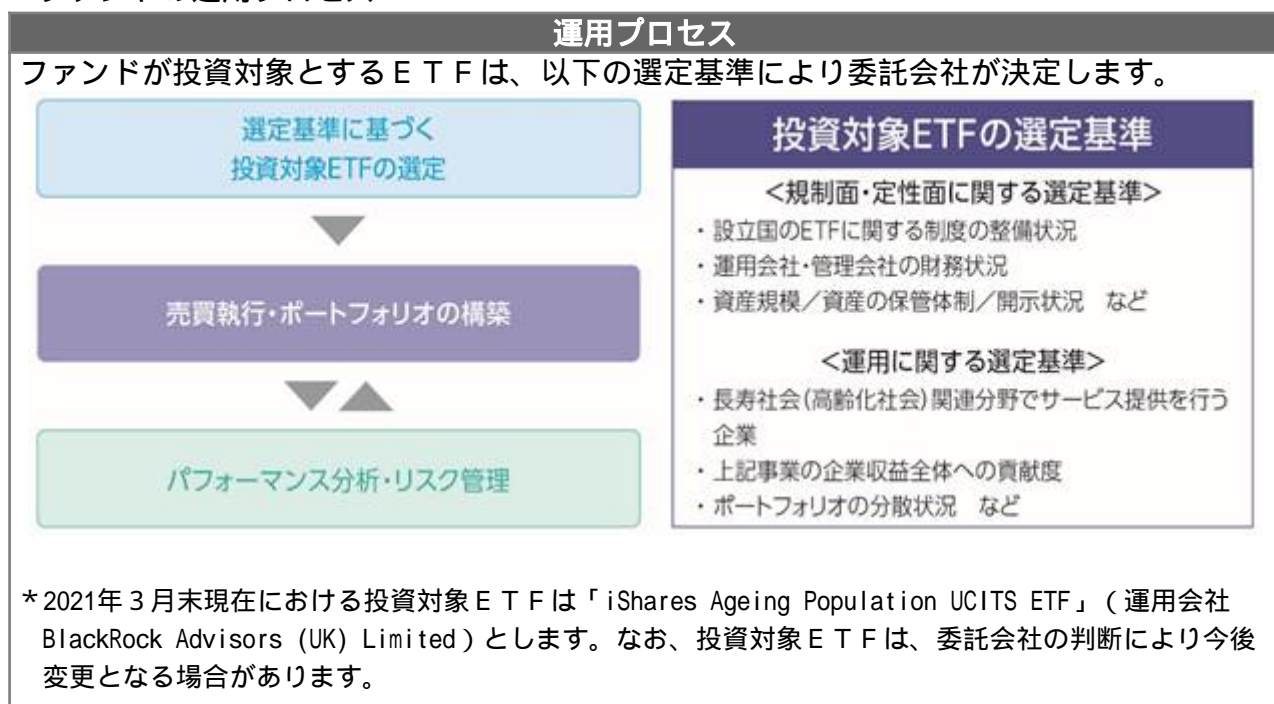 運用プロセス
ファンドが投資対象とするＥＴＦは、以下の選定基準により委託会社が決定します。
選定基準に基づく
投資対象ETFの選定
売買執行・ポートフォリオの構築
パフォーマンス分析・リスク管理
投資対象ETFの選定基準
＜規制面・定性面に関する選定基準＞
・設立国のETFに関する制度の整備状況
・運用会社・管理会社の財務状況
・資産規模／資産の保管体制／開示状況　など
＜運用に関する選定基準＞
・長寿社会(高齢化社会)関連分野でサービス提供を行う
企業
・上記事業の企業収益全体への貢献度
・ポートフォリオの分散状況　など
＊2021年３月末現在における投資対象ＥＴＦは「iShares Ageing Population UCITS ETF」（運用会社
BlackRock Advisors (UK) Limited）とします。なお、投資対象ＥＴＦは、委託会社の判断により今後
変更となる場合があります。